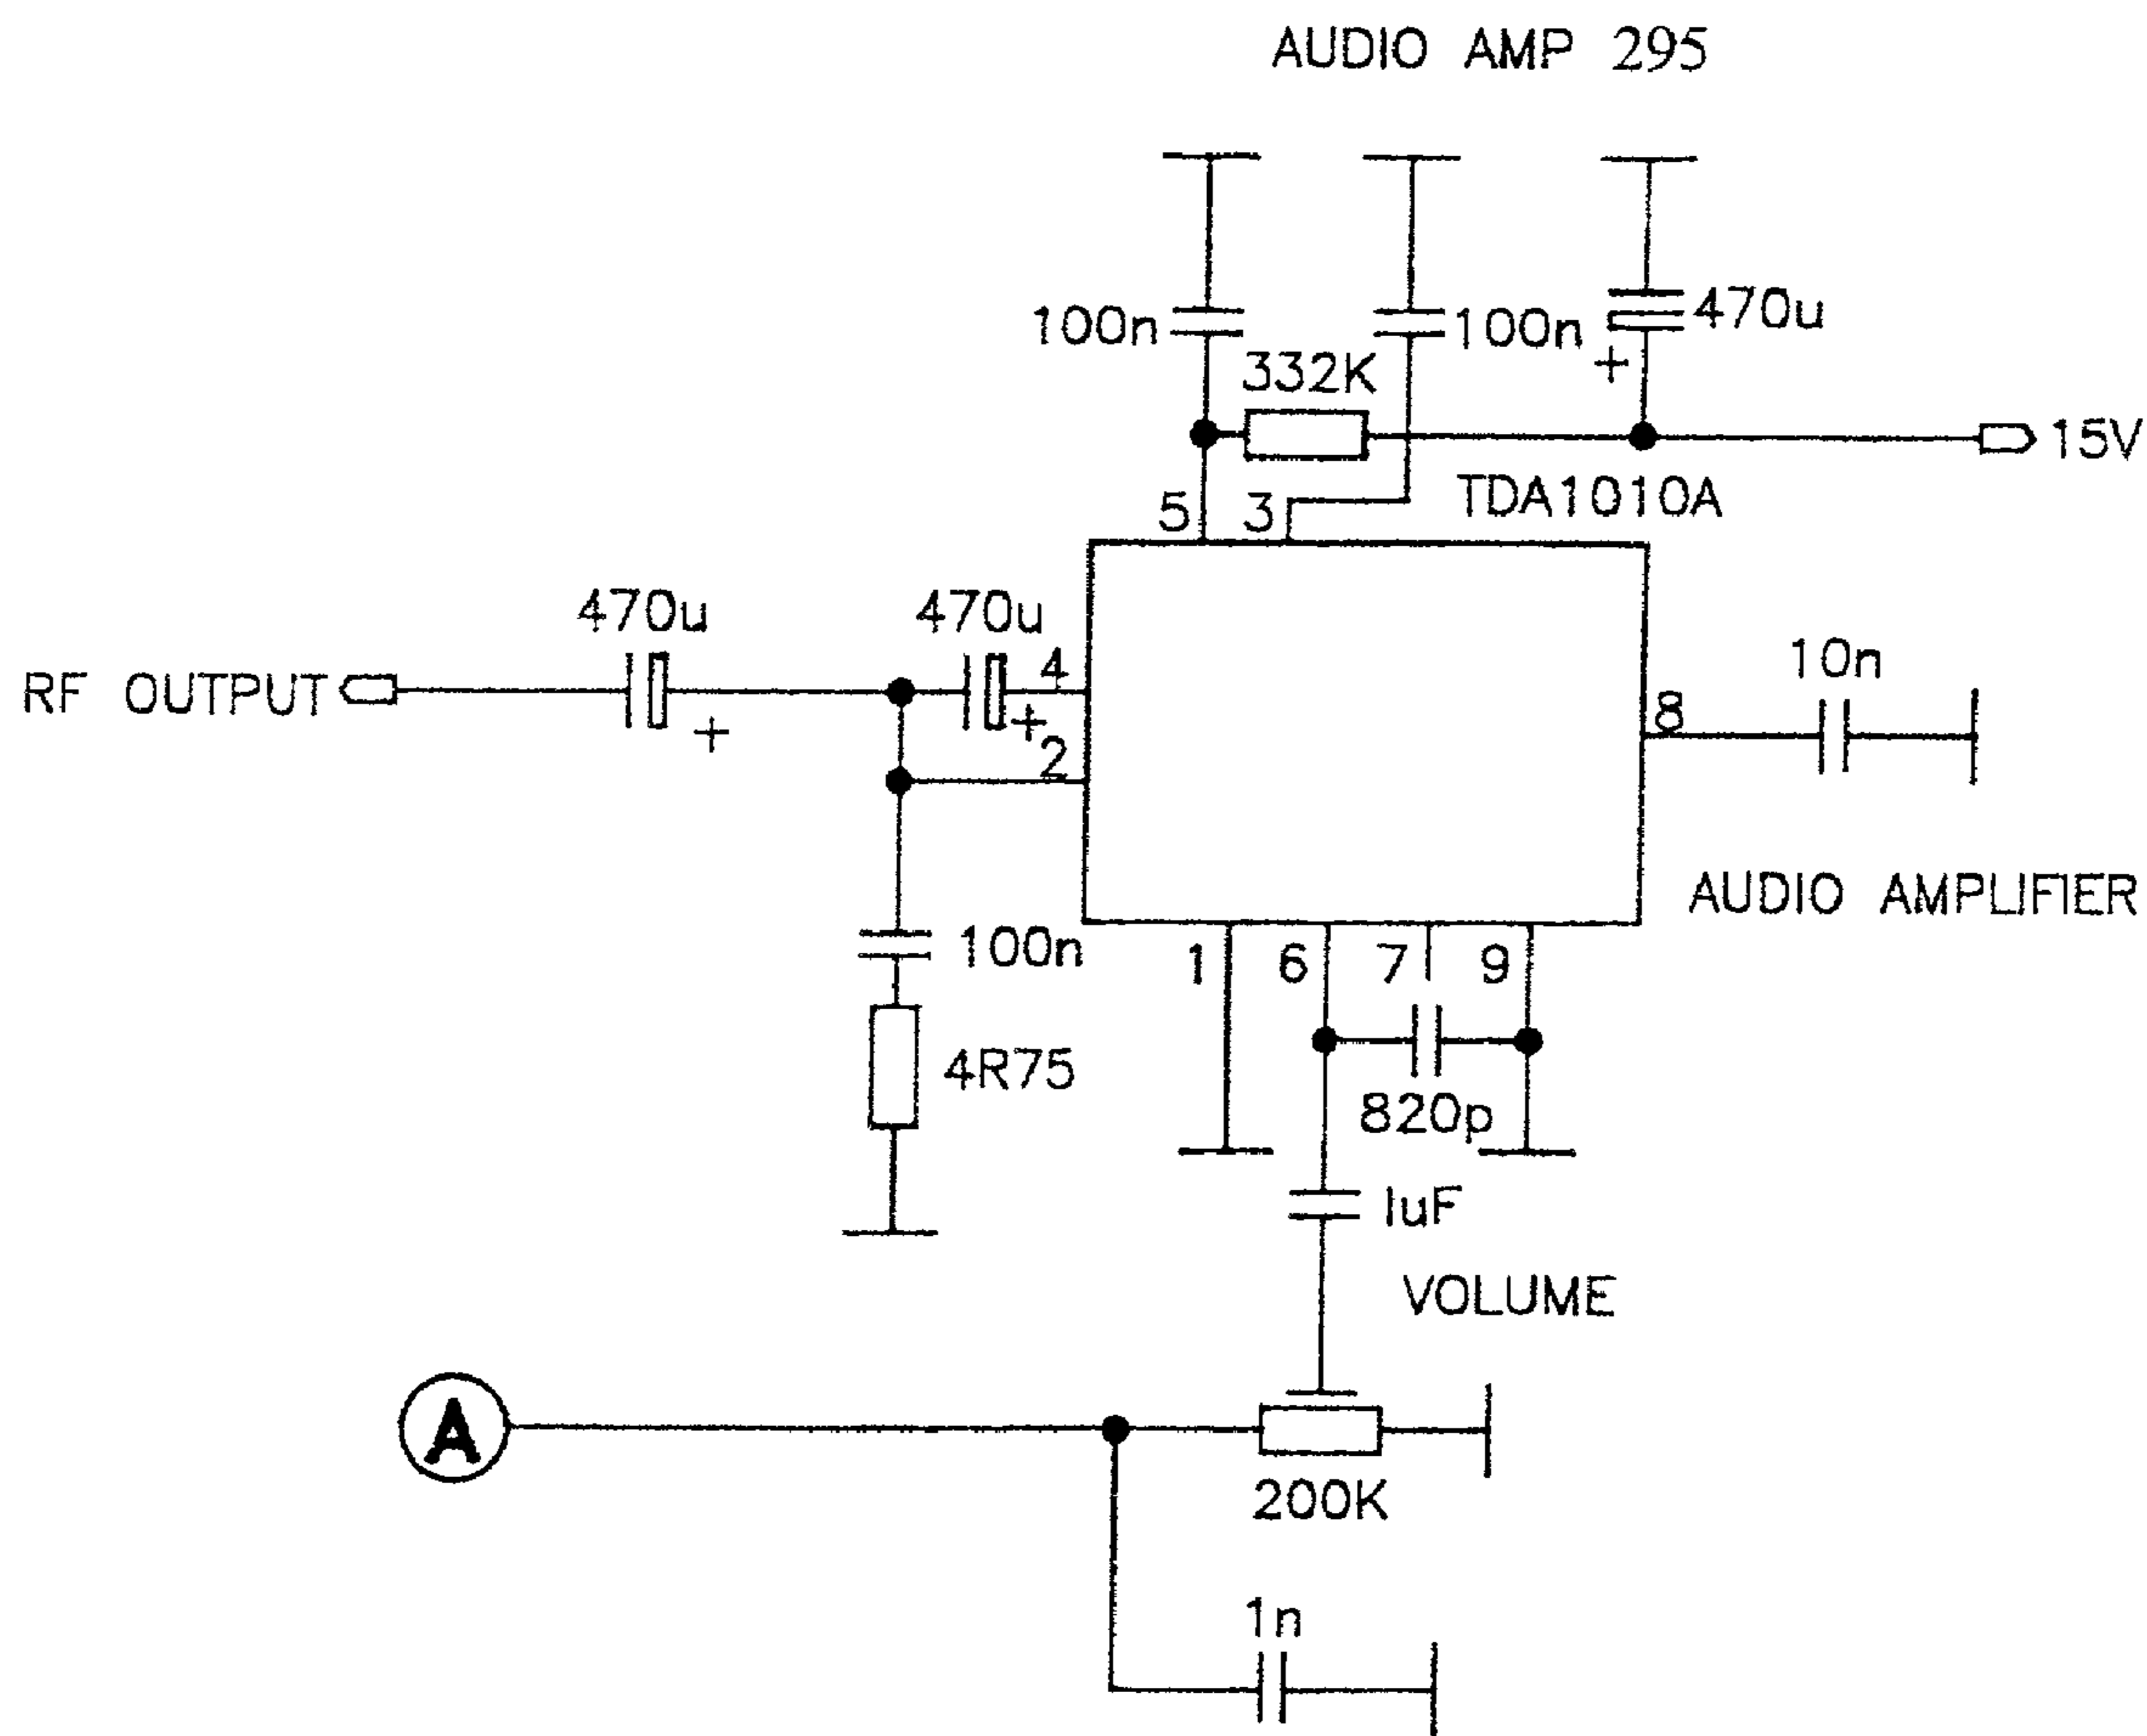 AUDIO AMP 295
100n
100n
470u
+
332K
15V
TDA1010A
5
3
470u
470u
4
10n
RF OUTPUT
+
+
8
2
AUDIO AMPLIFIER
100n
1
6
7
9
4R75
820p
1uF
VOLUME
A
200K
1n